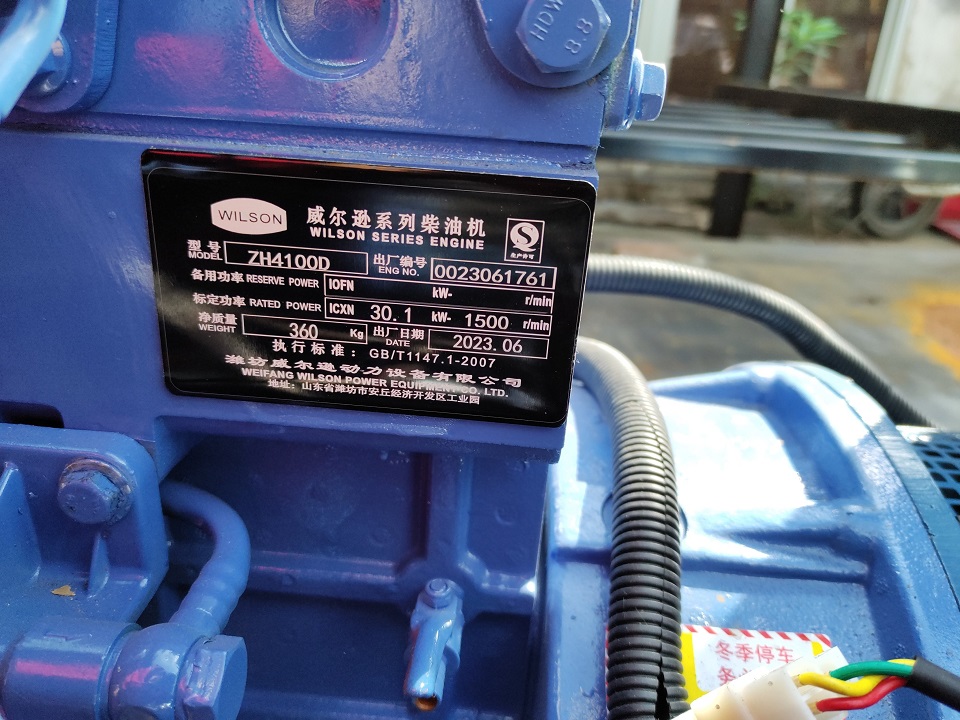 HDW 8.8
WILSON
威尔逊系列柴油机
WILSON SERIES ENGINE
生产许可
型号 MODEL ZH4100D 出厂编号 ENG NO. 0023061761
备用功率 RESERVE POWER IOFN kW- r/min
标定功率 RATED POWER ICXN 30.1 kW- 1500 r/min
净质量 WEIGHT 360 Kg 出厂日期 DATE 2023.06
执行标准: GB/T1147.1-2007
潍坊威尔逊动力设备有限公司
WEIFANG WILSON POWER EQUIPMENT CO. LTD.
地址: 山东省潍坊市安丘经济开发区工业园
冬季停车